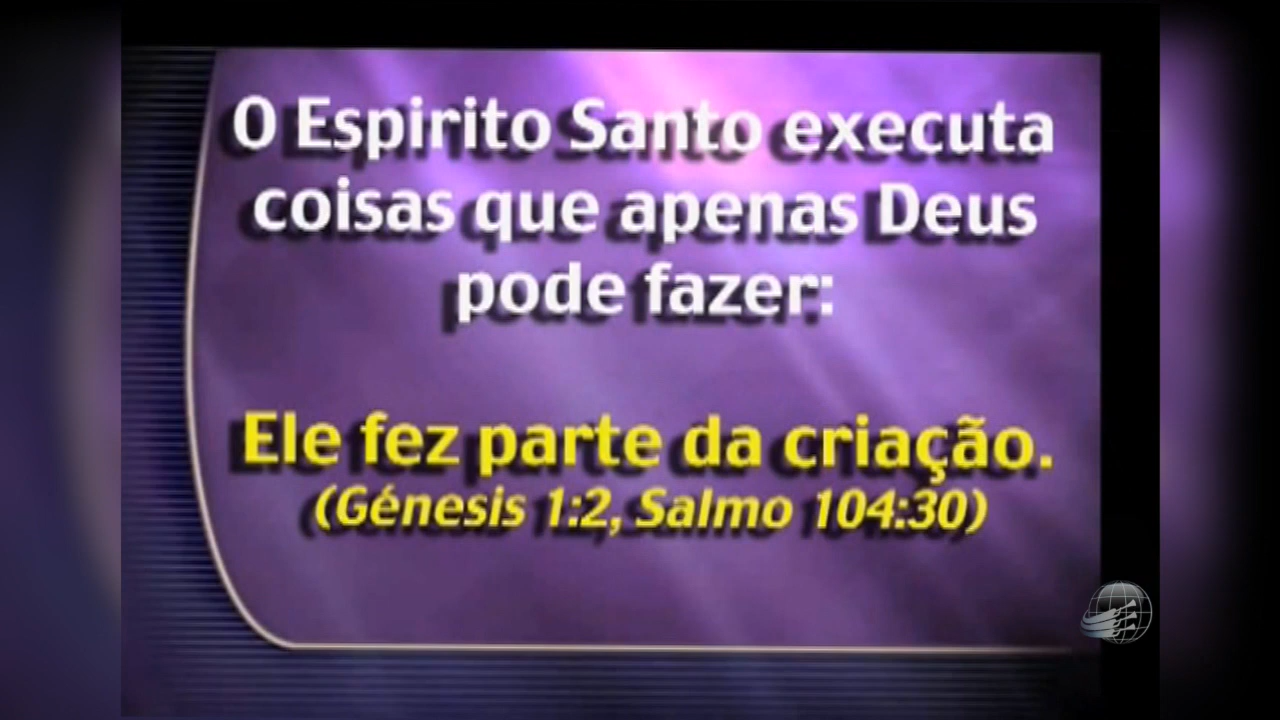 O Espirito Santo executa
coisas que apenas Deus
pode fazer:
Ele fez parte da criação.
(Génesis 1:2, Salmo 104:30)